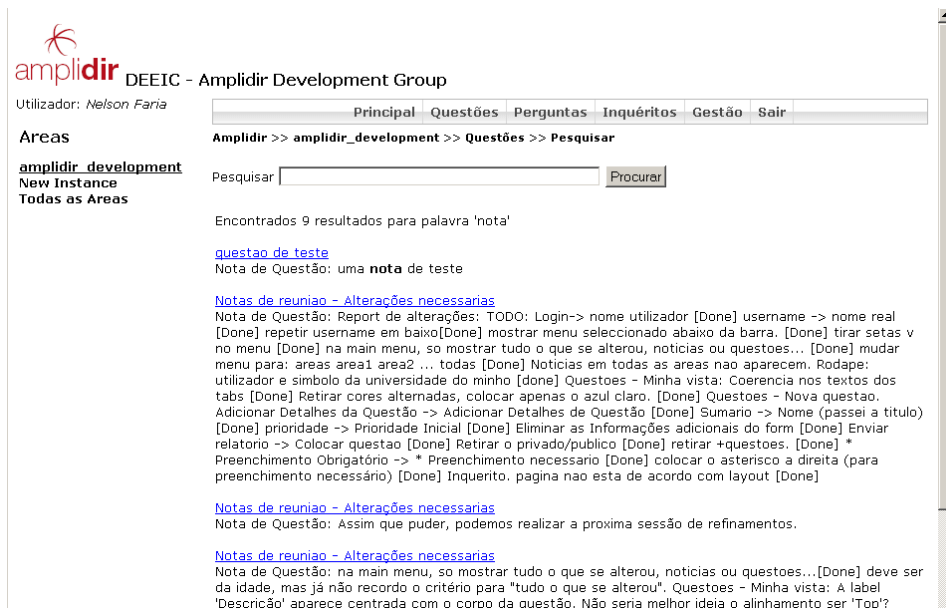 amplidir DEEIC - Amplidir Development Group
Utilizador: Nelson Faria
Principal Questões Perguntas Inquéritos Gestão Sair
Areas
amplidir_development
New Instance
Todas as Areas
Amplidir >> amplidir_development >> Questões >> Pesquisar
Pesquisar Procurar
Encontrados 9 resultados para palavra 'nota'
questao de teste
Nota de Questão: uma nota de teste
Notas de reuniao - Alterações necessarias
Nota de Questão: Report de alterações: TODO: Login-> nome utilizador [Done] username -> nome real
[Done] repetir username em baixo[Done] mostrar menu seleccionado abaixo da barra. [Done] tirar setas v
no menu [Done] na main menu, so mostrar tudo o que se alterou, noticias ou questoes... [Done] mudar
menu para: areas area1 area2 ... todas [Done] Noticias em todas as areas nao aparecem. Rodape:
utilizador e simbolo da universidade do minho [done] Questoes - Minha vista: Coerencia nos textos dos
tabs [Done] Retirar cores alternadas, colocar apenas o azul claro. [Done] Questoes - Nova questao.
Adicionar Detalhes da Questão -> Adicionar Detalhes de Questão [Done] Sumario -> Nome (passei a titulo)
[Done] prioridade -> Prioridade Inicial [Done] Eliminar as Informações adicionais do form [Done] Enviar
relatorio -> Colocar questao [Done] Retirar o privado/publico [Done] retirar +questoes. [Done] *
Preenchimento Obrigatório -> * Preenchimento necessario [Done] colocar o asterisco a direita (para
preenchimento necessário) [Done] Inquerito. pagina nao esta de acordo com layout [Done]
Notas de reuniao - Alterações necessarias
Nota de Questão: Assim que puder, podemos realizar a proxima sessão de refinamentos.
Notas de reuniao - Alterações necessarias
Nota de Questão: na main menu, so mostrar tudo o que se alterou, noticias ou questoes...[Done] deve ser
da idade, mas já não recordo o critério para "tudo o que se alterou". Questoes - Minha vista: A label
'Descrição' aparece centrada com o corpo da questão. Não seria melhor ideia o alinhamento ser 'Top'?